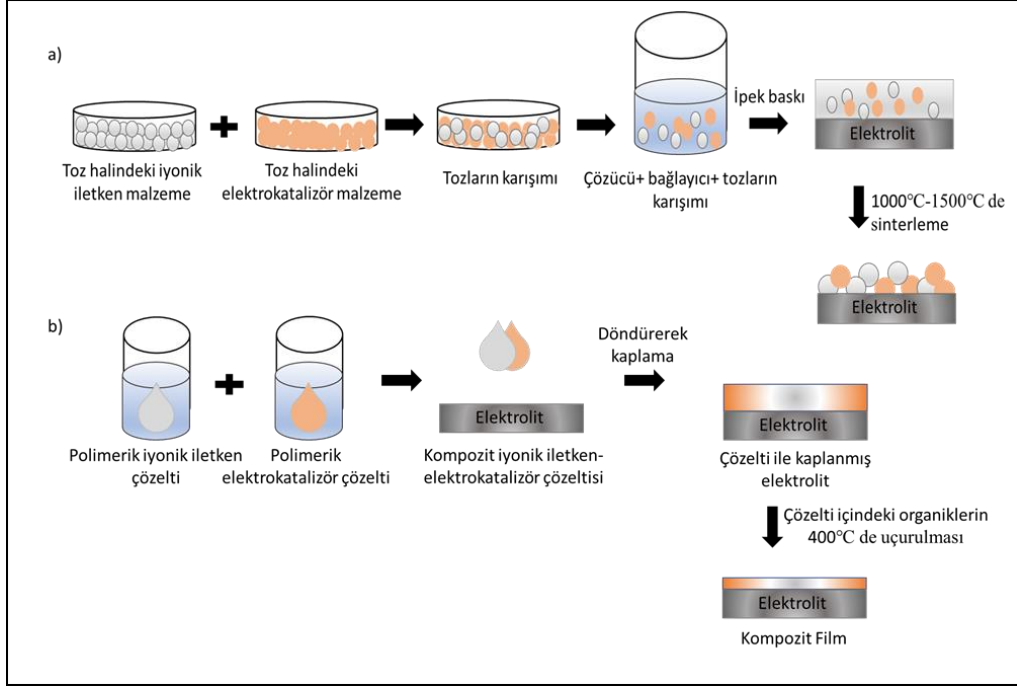 a)
Toz halindeki iyonik
iletken malzeme
Toz halindeki
elektrokatalizör malzeme
Tozların karışımı
Çözücü+ bağlayıcı+ tozların
karışımı
İpek baskı
Elektrolit
1000°C-1500°C de
sinterleme
Elektrolit
b)
Polimerik iyonik iletken
çözelti
Polimerik
elektrokatalizör çözelti
Elektrolit
Kompozit iyonik iletken-
elektrokatalizör çözeltisi
Döndürerek
kaplama
Elektrolit
Çözelti ile kaplanmış
elektrolit
Çözelti içindeki organiklerin
400°C de uçurulması
Elektrolit
Kompozit Film